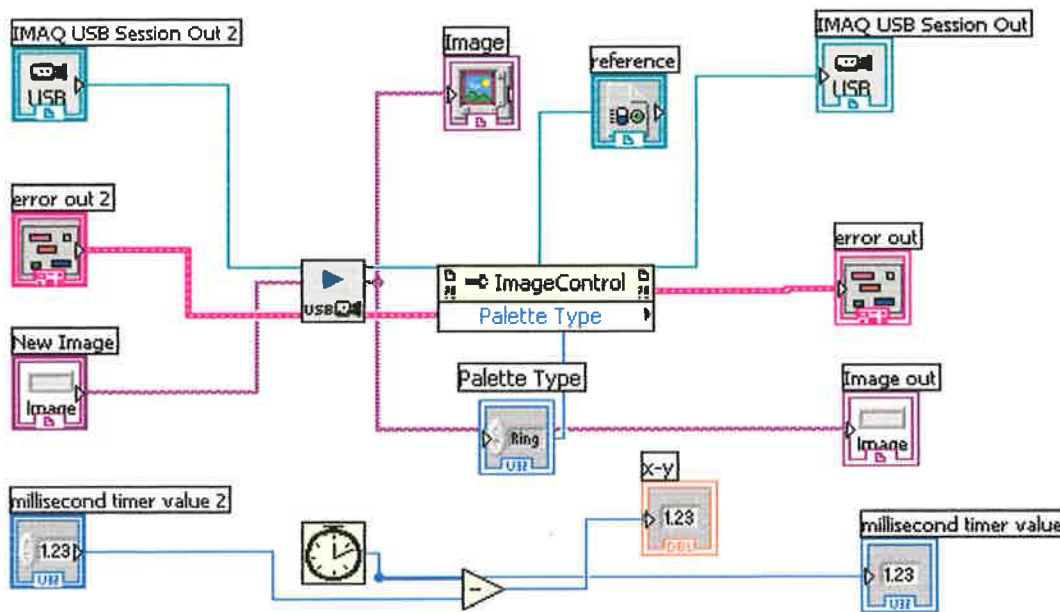 IMAQ USB Session Out 2
USB
Image
reference
IMAQ USB Session Out
USB
error out 2
USB
ImageControl
Palette Type
error out
New Image
Image
Palette Type
Ring
U32
Image out
Image
millisecond timer value 2
1.23
U32
x-y
1.23
DBL
millisecond timer value
1.23
U32